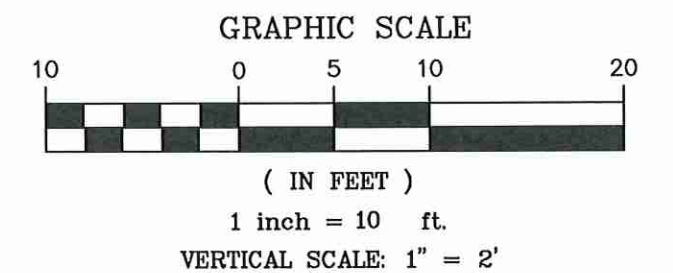 GRAPHIC SCALE
10 0 5 10 20
( IN FEET )
1 inch = 10 ft.
VERTICAL SCALE: 1" = 2'